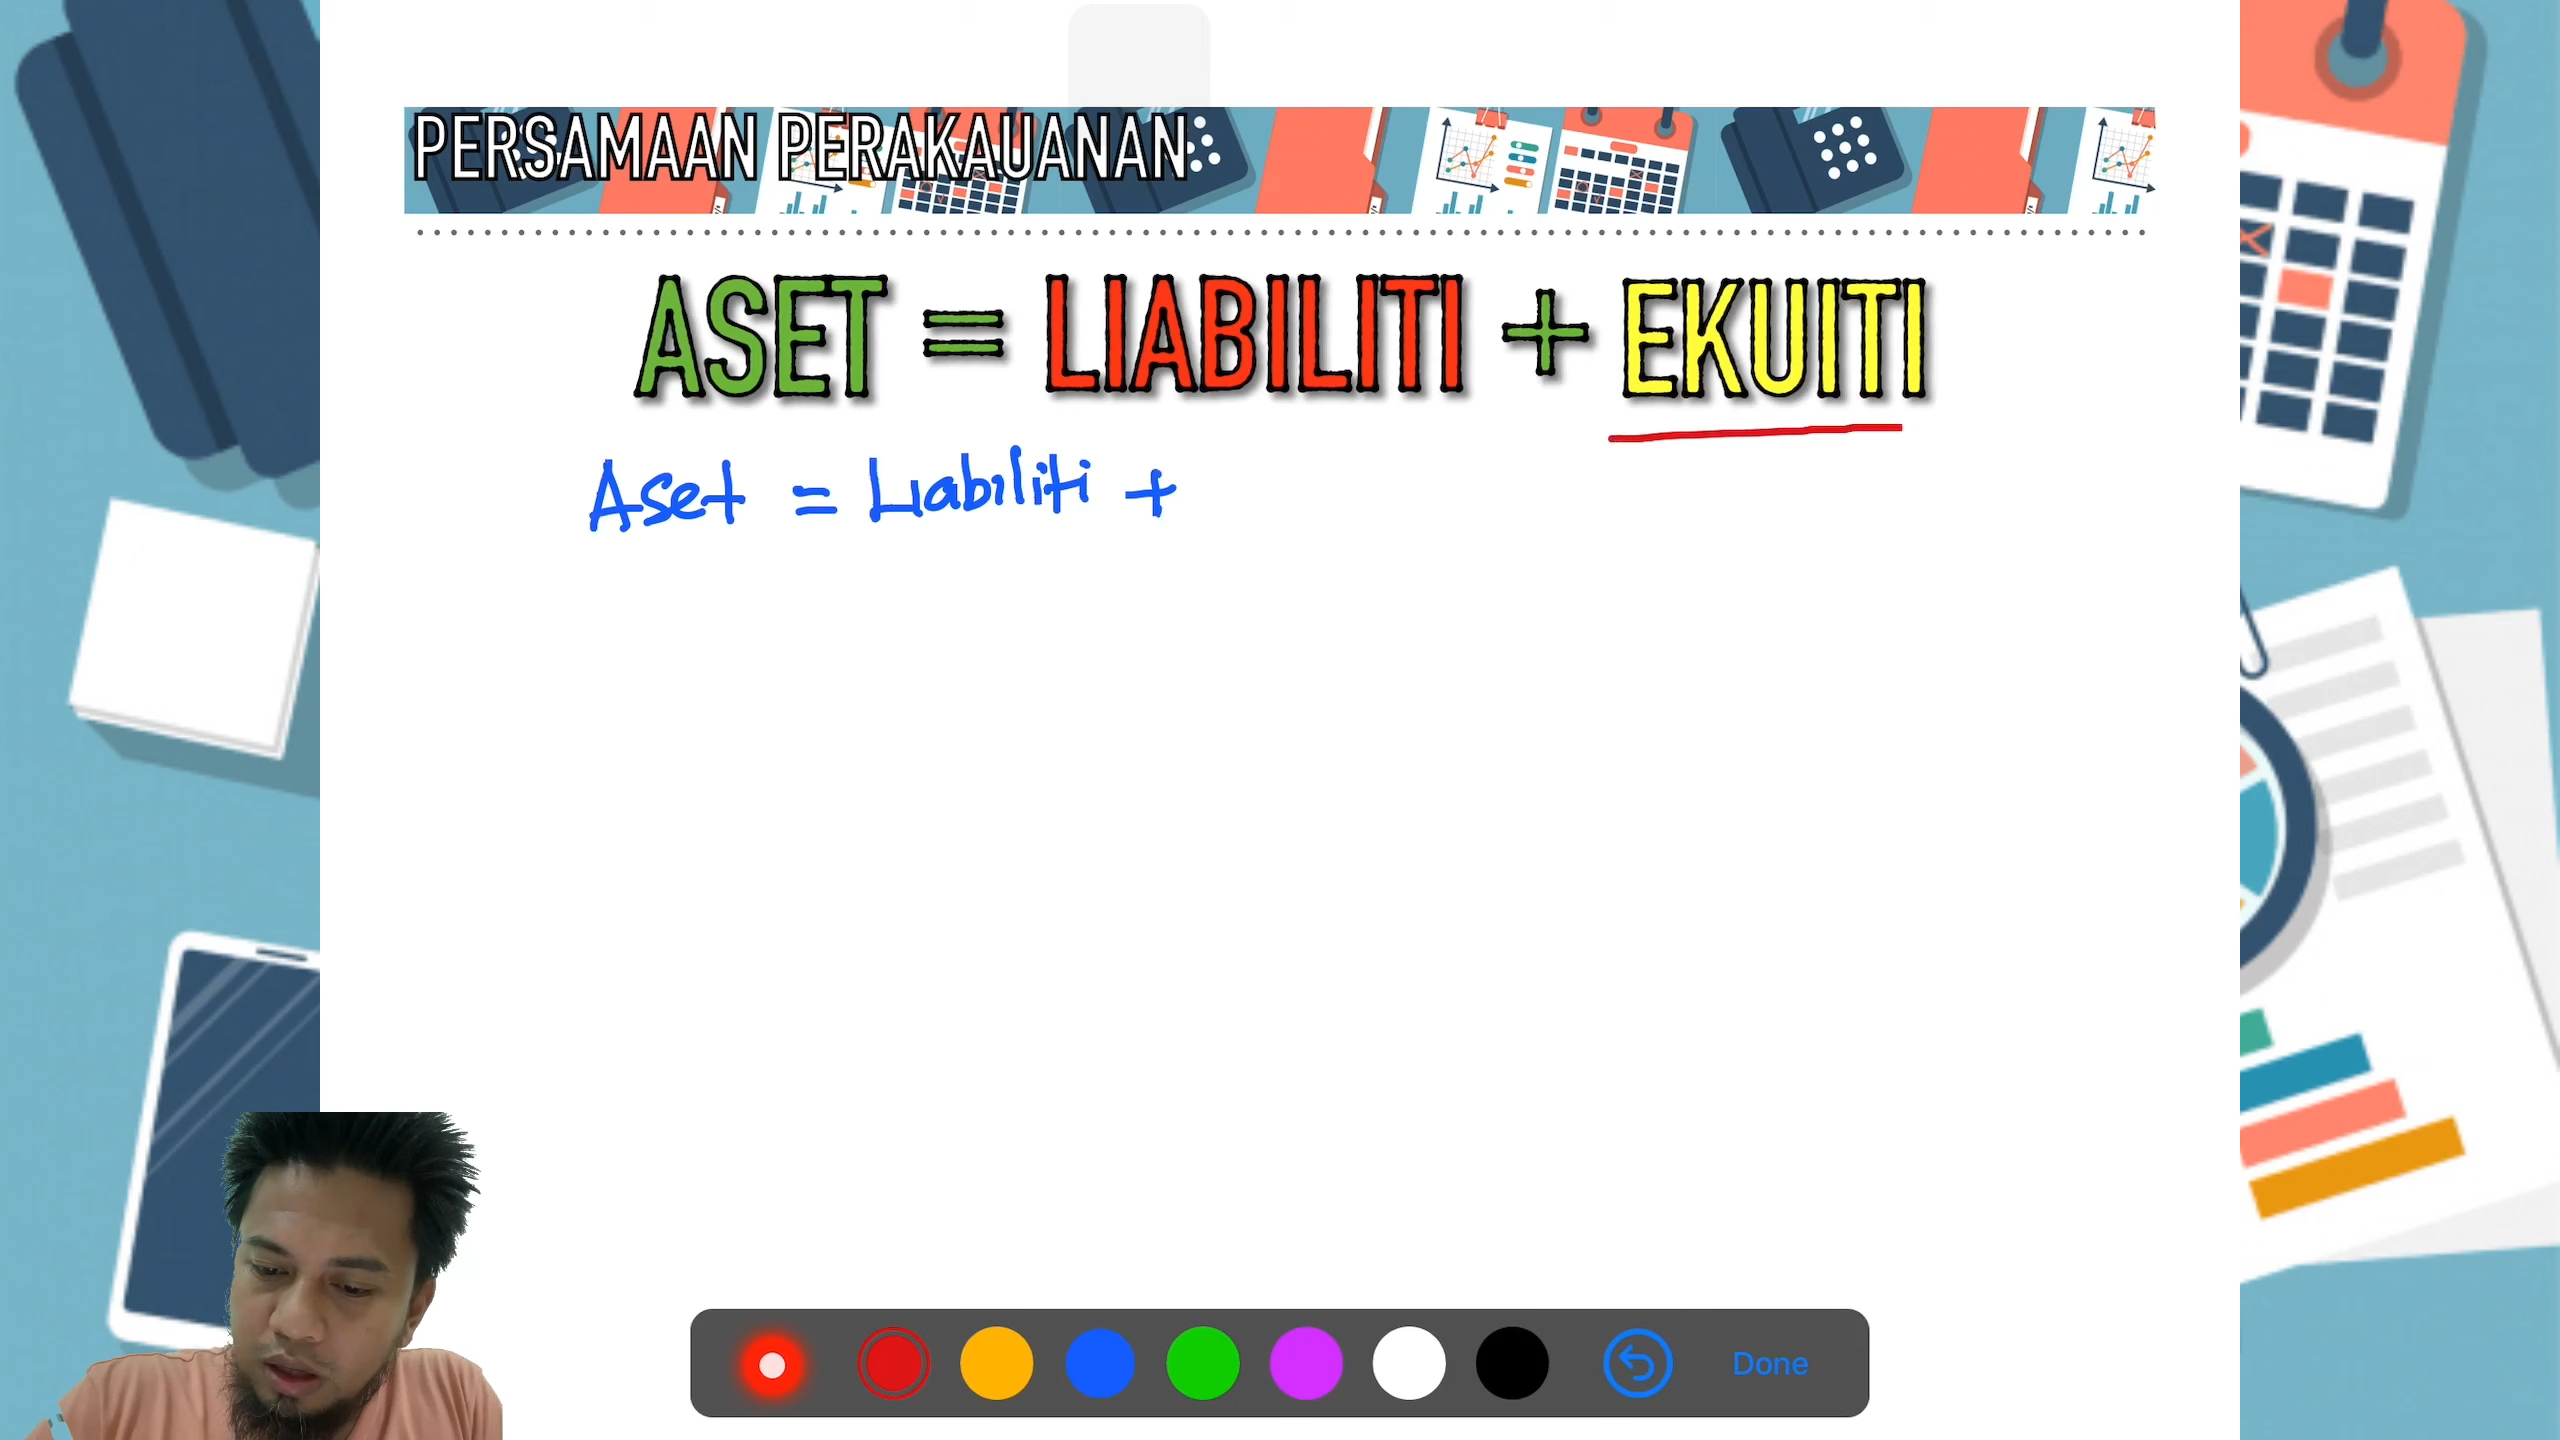 PERSAMAAN PERAKAUANAN
ASET = LIABILITI + EKUITI
Aset = Liabiliti +
Done